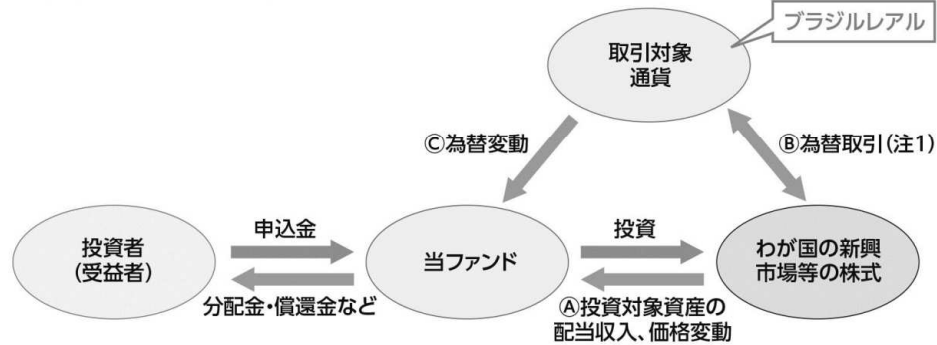 ブラジルレアル
取引対象
通貨
Ⓒ為替変動
Ⓑ為替取引(注1)
申込金
投資
投資者
(受益者)
当ファンド
わが国の新興
市場等の株式
分配金・償還金など
Ⓐ投資対象資産の
配当収入、価格変動